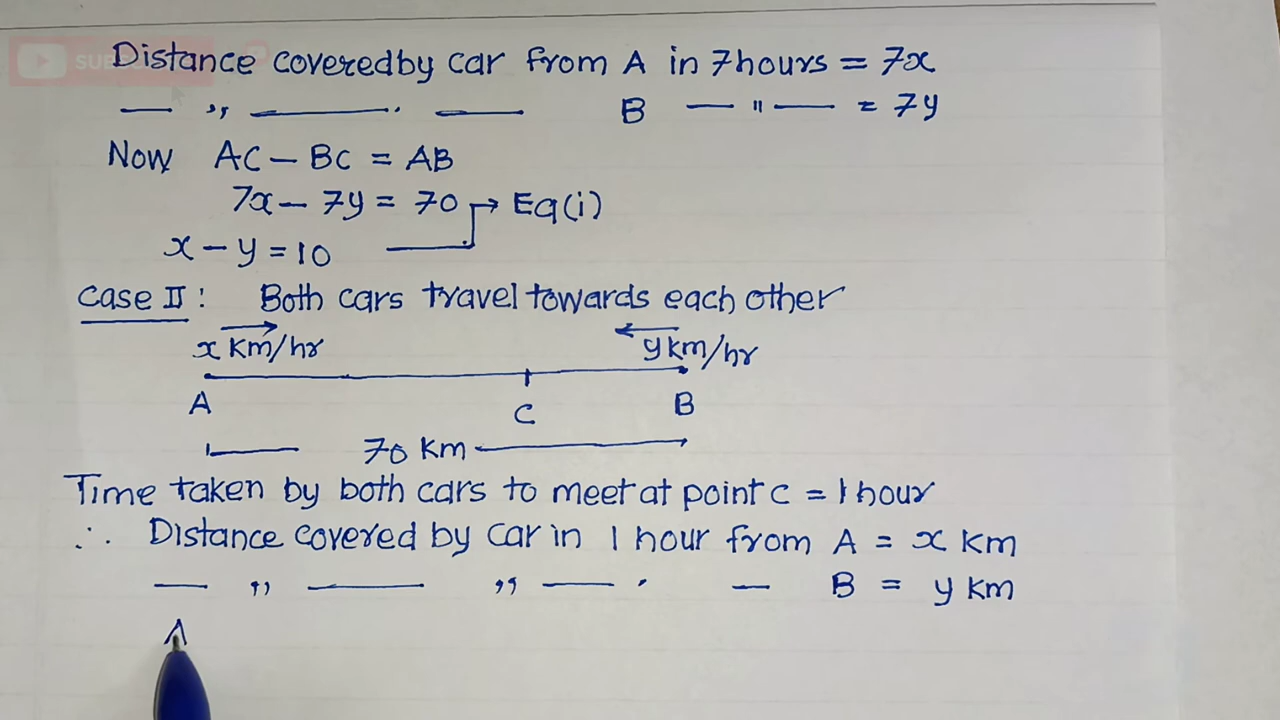 SUB
Distance coveredby car from A in 7hours = 7x
— ,, — . — B — " — = 7y
Now AC - BC = AB
7x - 7y = 70 → Eq(i)
x - y = 10
Case II : Both cars travel towards each other
x km/hr y km/hr
A C B
70 Km
Time taken by both cars to meet at point C = 1 hour
∴ Distance covered by car in 1 hour from A = x km
— ,, — ,, — . — B = y km
A